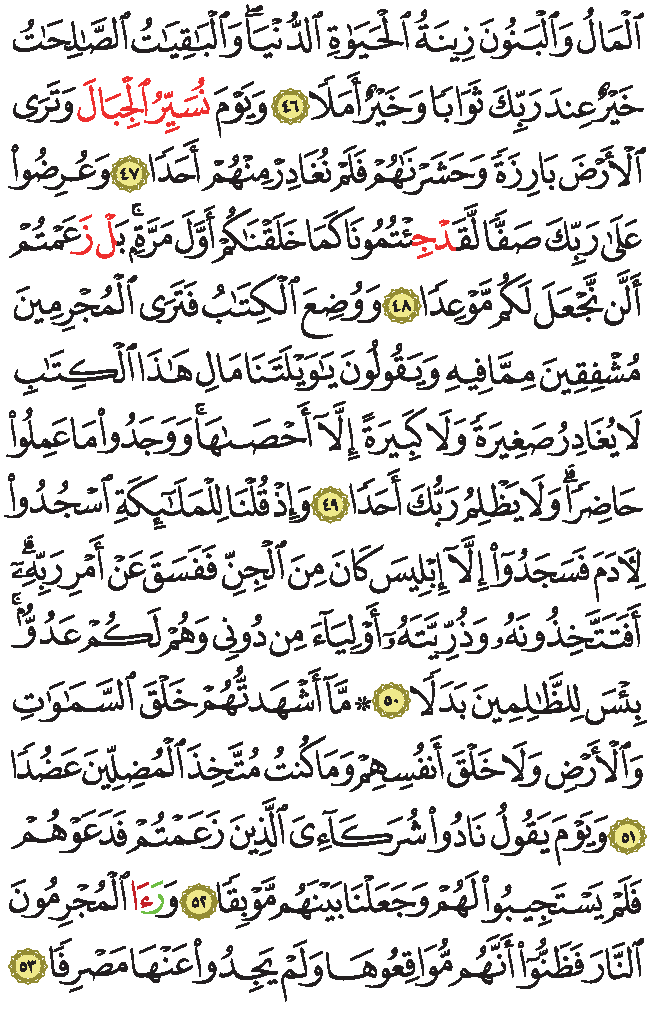 ٱلْمَالُ وَٱلْبَنُونَ زِينَةُ ٱلْحَيَوٰةِ ٱلدُّنْيَا ۖ وَٱلْبَٰقِيَٰتُ ٱلصَّٰلِحَٰتُ
خَيْرٌ عِندَ رَبِّكَ ثَوَابًا وَخَيْرٌ أَمَلًا ٤٦ وَيَوْمَ نُسَيِّرُ ٱلْجِبَالَ وَتَرَى
ٱلْأَرْضَ بَارِزَةً وَحَشَرْنَٰهُمْ فَلَمْ نُغَادِرْ مِنْهُمْ أَحَدًا ٤٧ وَعُرِضُوا۟
عَلَىٰ رَبِّكَ صَفًّا لَّقَدْ جِئْتُمُونَا كَمَا خَلَقْنَٰكُمْ أَوَّلَ مَرَّةٍۭ ۚ بَلْ زَعَمْتُمْ
أَلَّن نَّجْعَلَ لَكُم مَّوْعِدًا ٤٨ وَوُضِعَ ٱلْكِتَٰبُ فَتَرَى ٱلْمُجْرِمِينَ
مُشْفِقِينَ مِمَّا فِيهِ وَيَقُولُونَ يَٰوَيْلَتَنَا مَالِ هَٰذَا ٱلْكِتَٰبِ
لَا يُغَادِرُ صَغِيرَةً وَلَا كَبِيرَةً إِلَّآ أَحْصَىٰهَا ۚ وَوَجَدُوا۟ مَا عَمِلُوا۟
حَاضِرًا ۗ وَلَا يَظْلِمُ رَبُّكَ أَحَدًا ٤٩ وَإِذْ قُلْنَا لِلْمَلَٰٓئِكَةِ ٱسْجُدُوا۟
لِـَٔادَمَ فَسَجَدُوٓا۟ إِلَّآ إِبْلِيسَ كَانَ مِنَ ٱلْجِنِّ فَفَسَقَ عَنْ أَمْرِ رَبِّهِۦٓ ۗ
أَفَتَتَّخِذُونَهُۥ وَذُرِّيَّتَهُۥٓ أَوْلِيَآءَ مِن دُونِى وَهُمْ لَكُمْ عَدُوٌّۢ ۚ
بِئْسَ لِلظَّٰلِمِينَ بَدَلًا ٥٠ * مَّآ أَشْهَدتُّهُمْ خَلْقَ ٱلسَّمَٰوَٰتِ
وَٱلْأَرْضِ وَلَا خَلْقَ أَنفُسِهِمْ وَمَا كُنتُ مُتَّخِذَ ٱلْمُضِلِّينَ عَضُدًا
٥١ وَيَوْمَ يَقُولُ نَادُوا۟ شُرَكَآءِىَ ٱلَّذِينَ زَعَمْتُمْ فَدَعَوْهُمْ
فَلَمْ يَسْتَجِيبُوا۟ لَهُمْ وَجَعَلْنَا بَيْنَهُم مَّوْبِقًا ٥٢ وَرَءَا ٱلْمُجْرِمُونَ
ٱلنَّارَ فَظَنُّوٓا۟ أَنَّهُم مُّوَاقِعُوهَا وَلَمْ يَجِدُوا۟ عَنْهَا مَصْرِفًا ٥٣